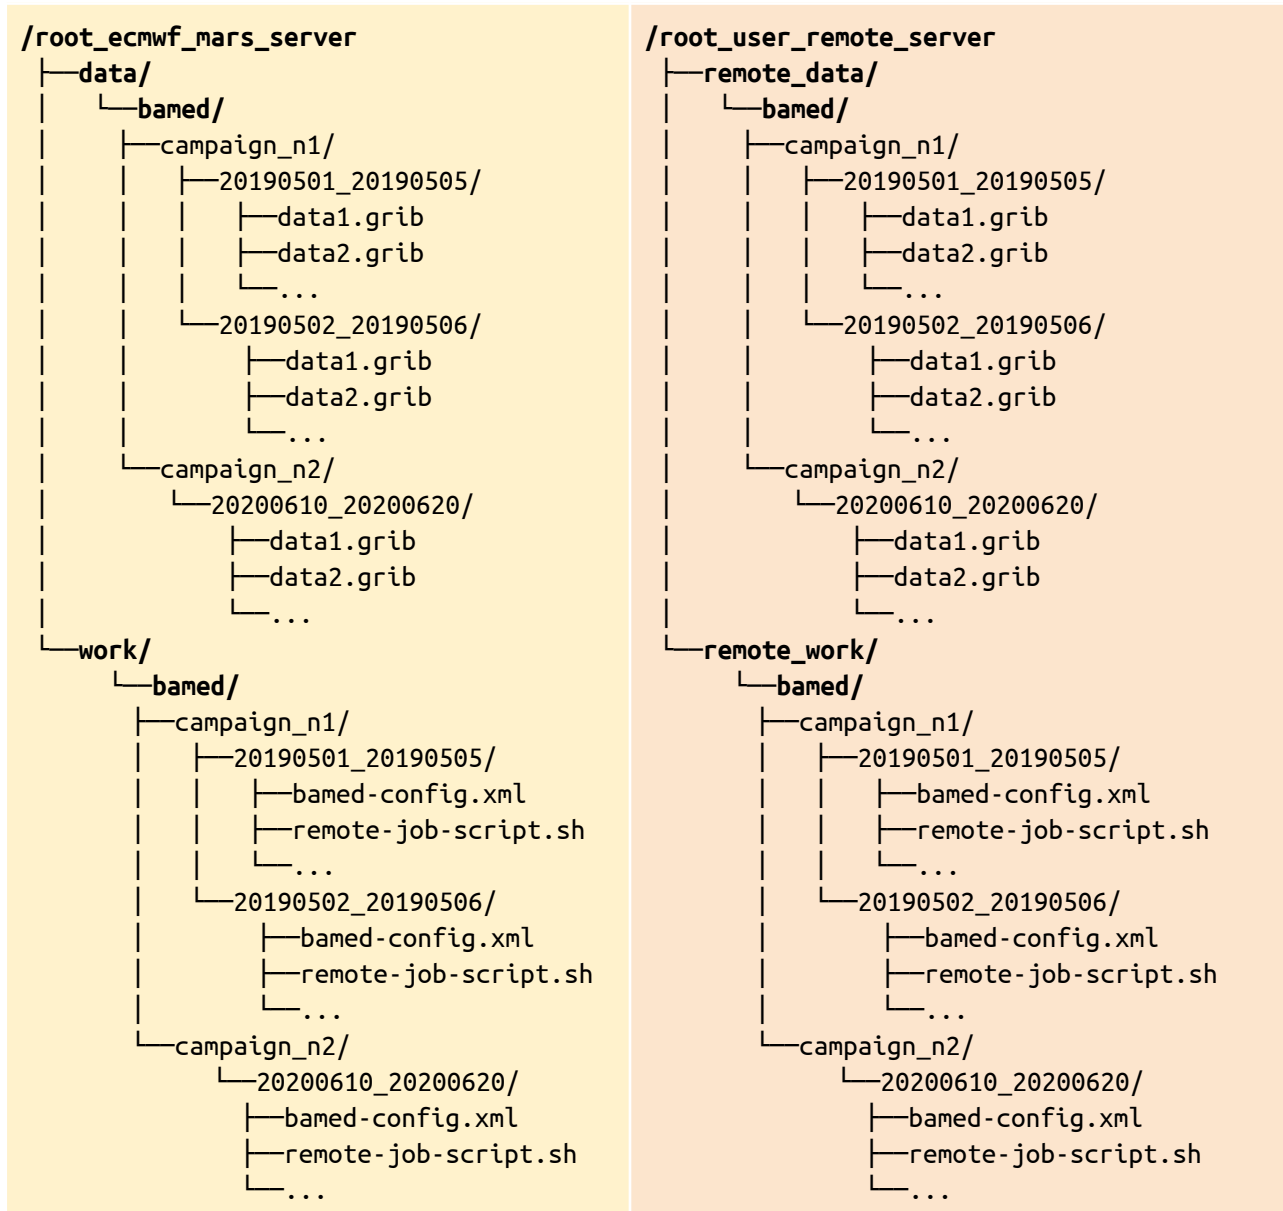 /root_ecmwf_mars_server
├──data/
│   └──bamed/
│       ├──campaign_n1/
│       │   ├──20190501_20190505/
│       │   │   ├──data1.grib
│       │   │   ├──data2.grib
│       │   │   └──...
│       │   └──20190502_20190506/
│       │       ├──data1.grib
│       │       ├──data2.grib
│       │       └──...
│       └──campaign_n2/
│           └──20200610_20200620/
│               ├──data1.grib
│               ├──data2.grib
│               └──...
└──work/
    └──bamed/
        ├──campaign_n1/
        │   ├──20190501_20190505/
        │   │   ├──bamed-config.xml
        │   │   ├──remote-job-script.sh
        │   │   └──...
        │   └──20190502_20190506/
        │       ├──bamed-config.xml
        │       ├──remote-job-script.sh
        │       └──...
        └──campaign_n2/
            └──20200610_20200620/
                ├──bamed-config.xml
                ├──remote-job-script.sh
                └──...
/root_user_remote_server
├──remote_data/
│   └──bamed/
│       ├──campaign_n1/
│       │   ├──20190501_20190505/
│       │   │   ├──data1.grib
│       │   │   ├──data2.grib
│       │   │   └──...
│       │   └──20190502_20190506/
│       │       ├──data1.grib
│       │       ├──data2.grib
│       │       └──...
│       └──campaign_n2/
│           └──20200610_20200620/
│               ├──data1.grib
│               ├──data2.grib
│               └──...
└──remote_work/
    └──bamed/
        ├──campaign_n1/
        │   ├──20190501_20190505/
        │   │   ├──bamed-config.xml
        │   │   ├──remote-job-script.sh
        │   │   └──...
        │   └──20190502_20190506/
        │       ├──bamed-config.xml
        │       ├──remote-job-script.sh
        │       └──...
        └──campaign_n2/
            └──20200610_20200620/
                ├──bamed-config.xml
                ├──remote-job-script.sh
                └──...